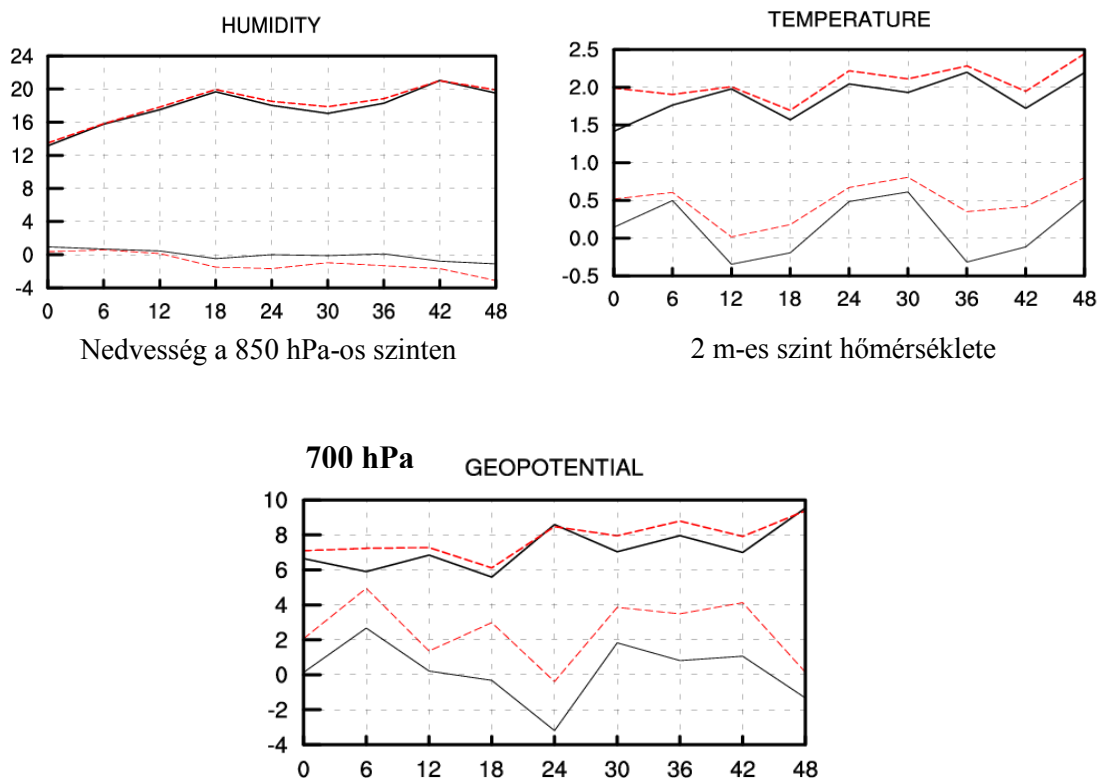 HUMIDITY
24
20
16
12
8
4
0
-4
0 6 12 18 24 30 36 42 48
Nedvesség a 850 hPa-os szinten
TEMPERATURE
2.5
2.0
1.5
1.0
0.5
0.0
-0.5
0 6 12 18 24 30 36 42 48
2 m-es szint hőmérséklete
700 hPa GEOPOTENTIAL
10
8
6
4
2
0
-2
-4
0 6 12 18 24 30 36 42 48